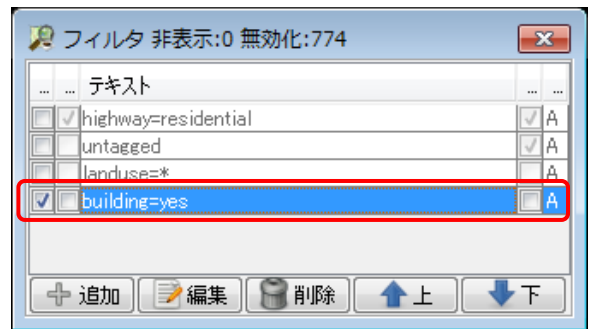 フィルタ 非表示:0 無効化:774
... ... テキスト ... ...
highway=residential A
untagged A
landuse=* A
building=yes A
追加 編集 削除 上 下